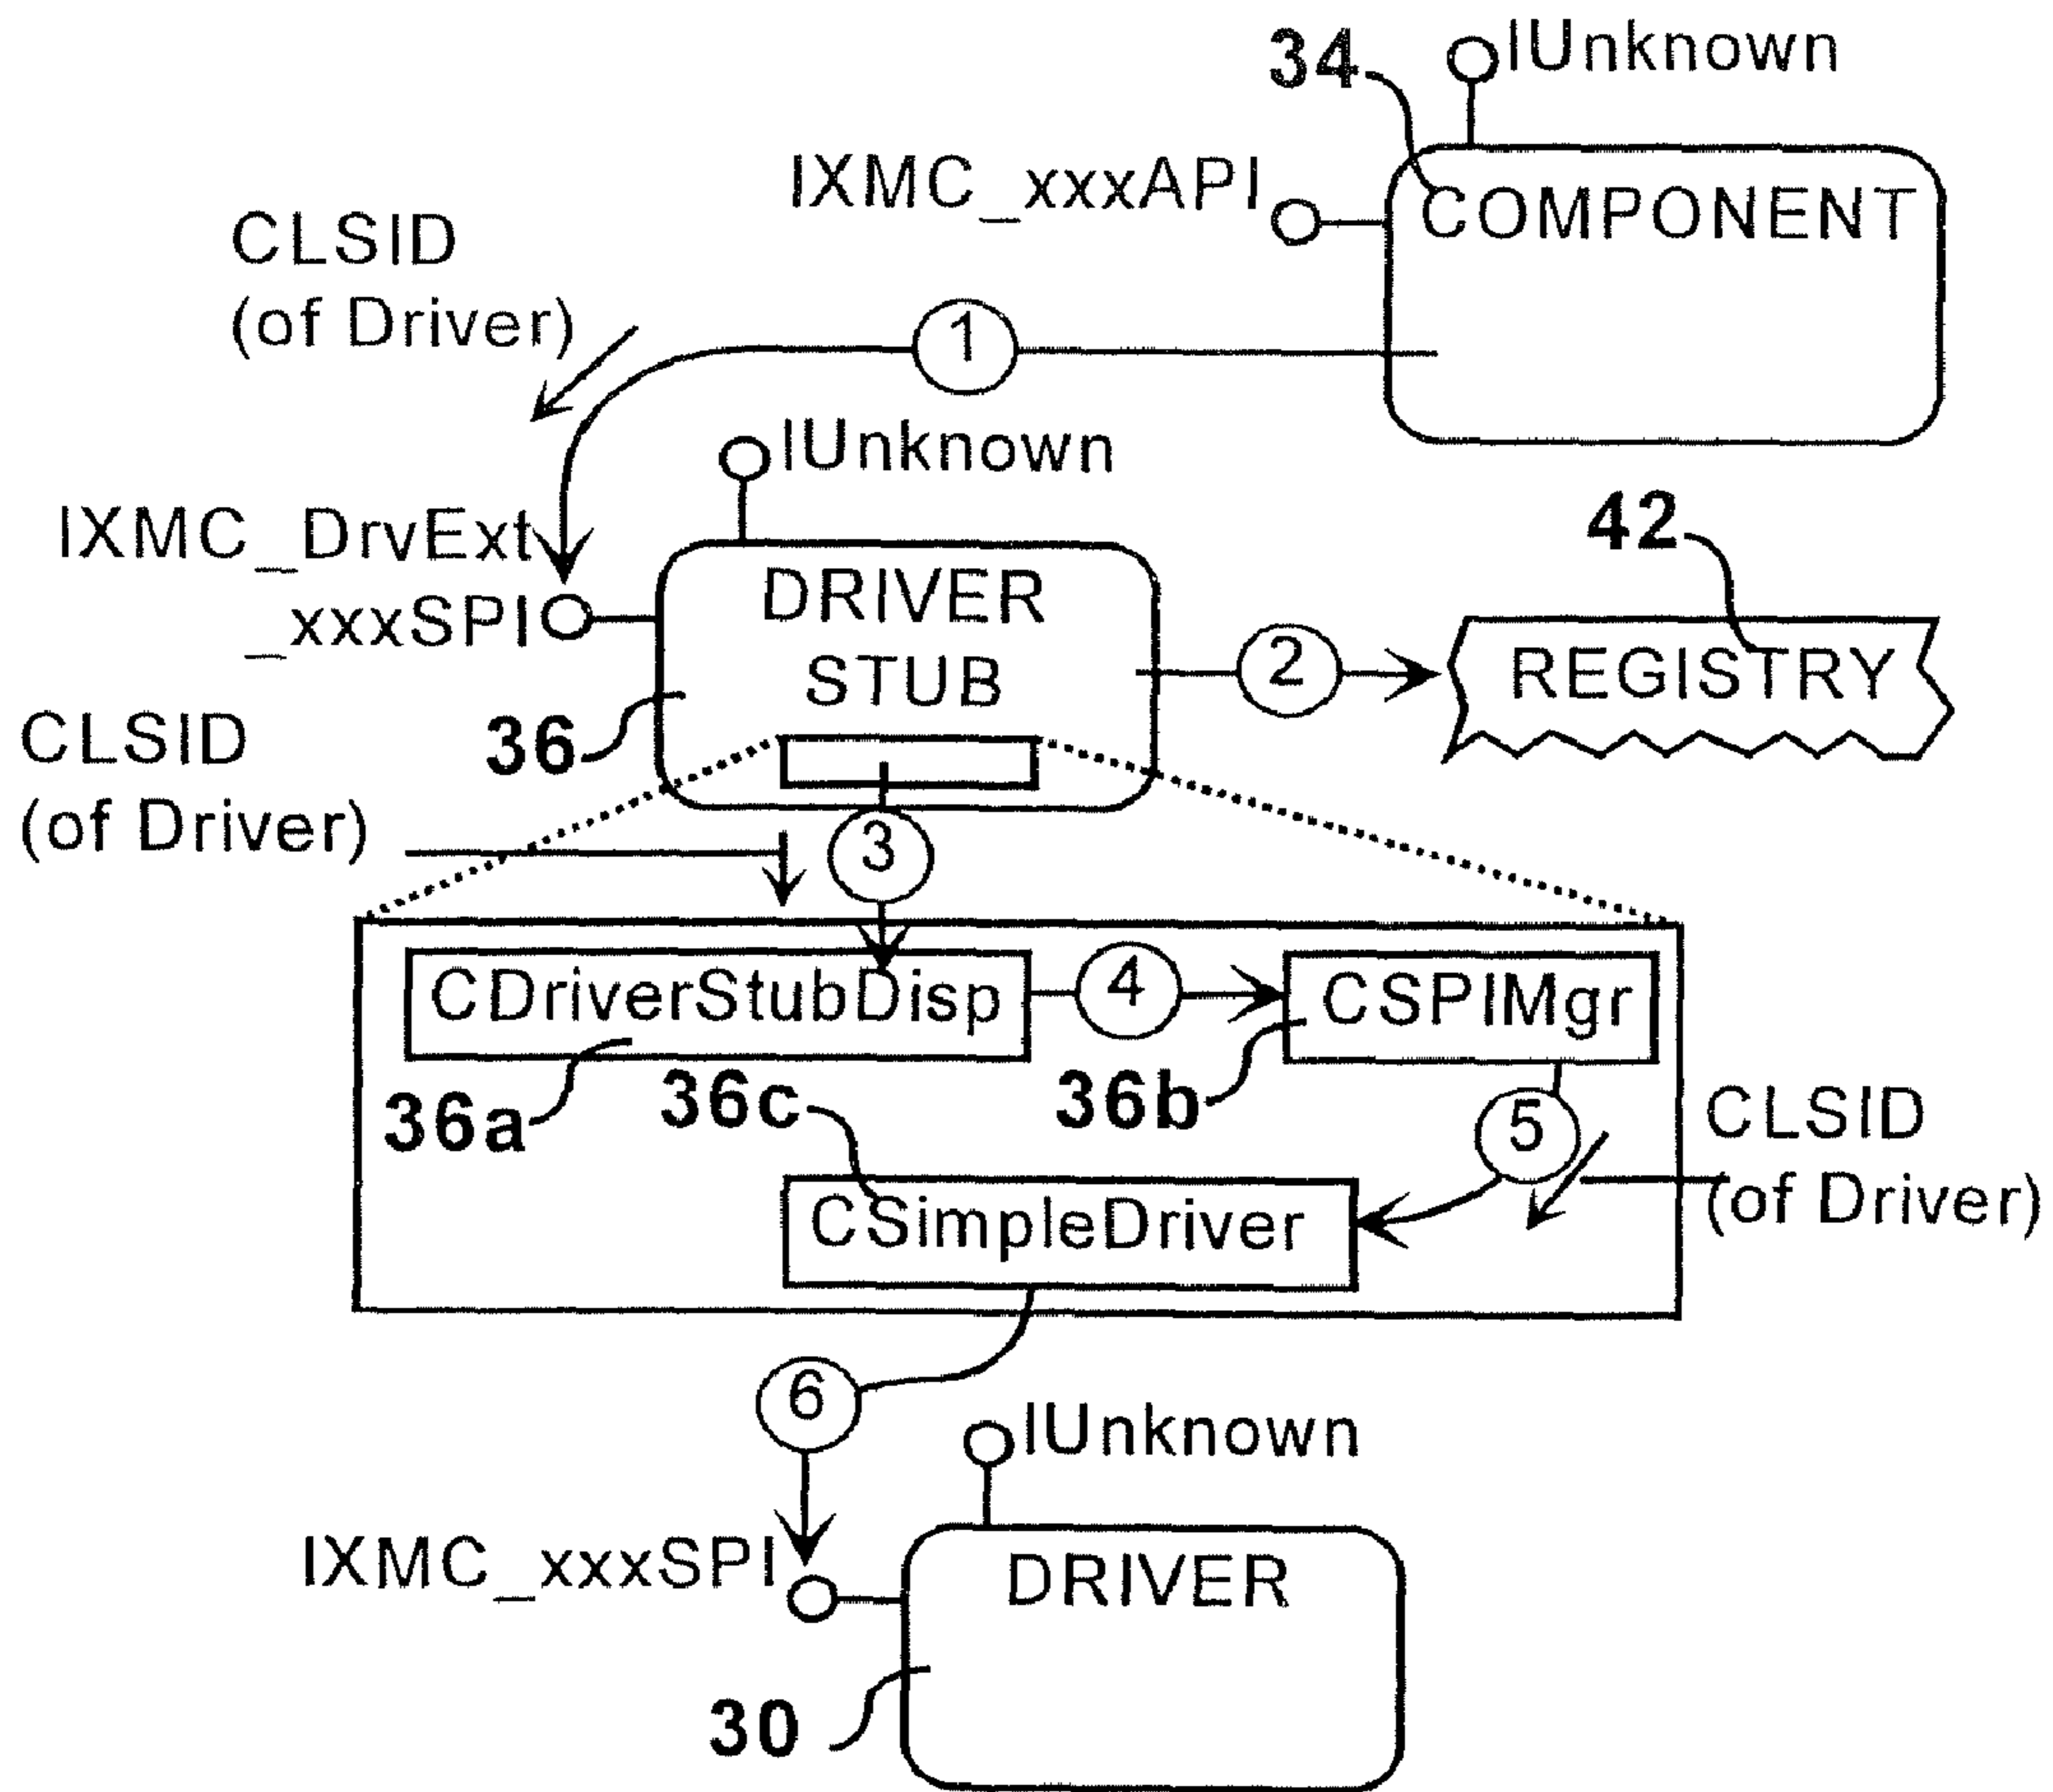 34
IUnknown
IXMC_xxxAPI
COMPONENT
CLSID
(of Driver)
1
IUnknown
IXMC_DrvExt
_xxxSPI
DRIVER
STUB
42
2
REGISTRY
36
CLSID
(of Driver)
3
CDriverStubDisp
4
CSPIMgr
36a
36c
36b
5
CLSID
(of Driver)
CSimpleDriver
6
IUnknown
IXMC_xxxSPI
DRIVER
30